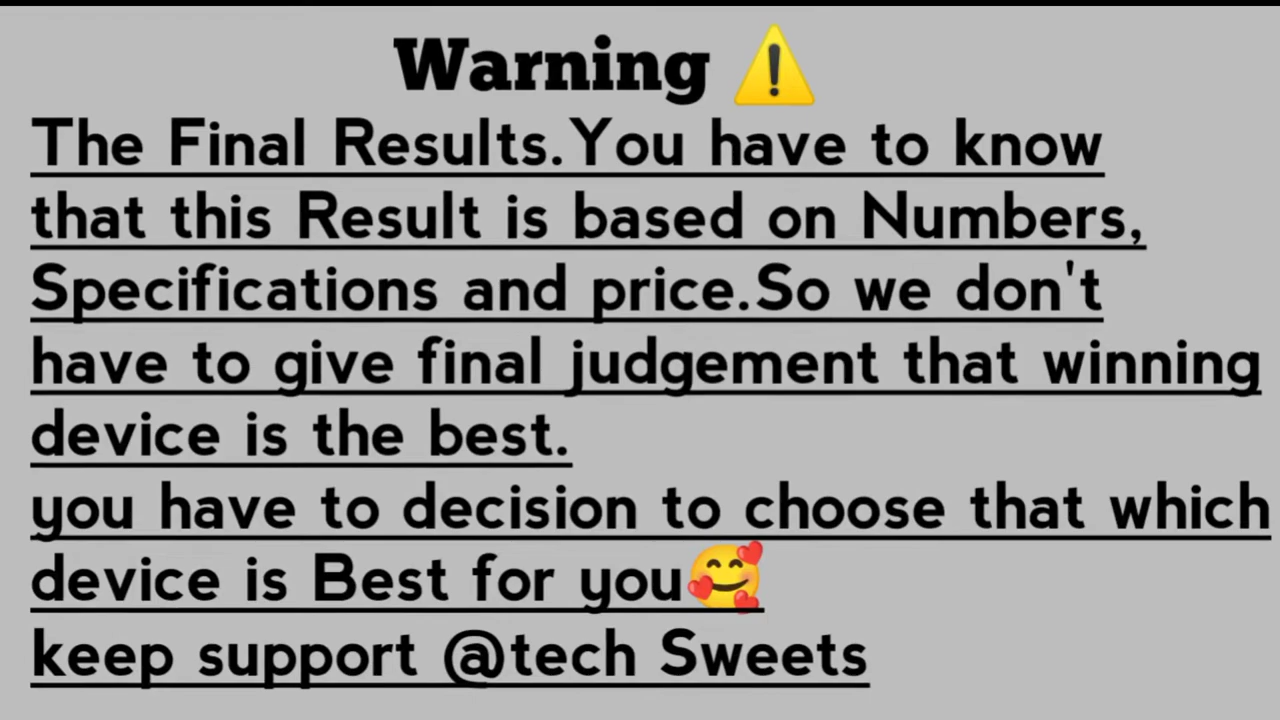 Warning ⚠️
The Final Results.You have to know
that this Result is based on Numbers,
Specifications and price.So we don't
have to give final judgement that winning
device is the best.
you have to decision to choose that which
device is Best for you🥰
keep support @tech Sweets